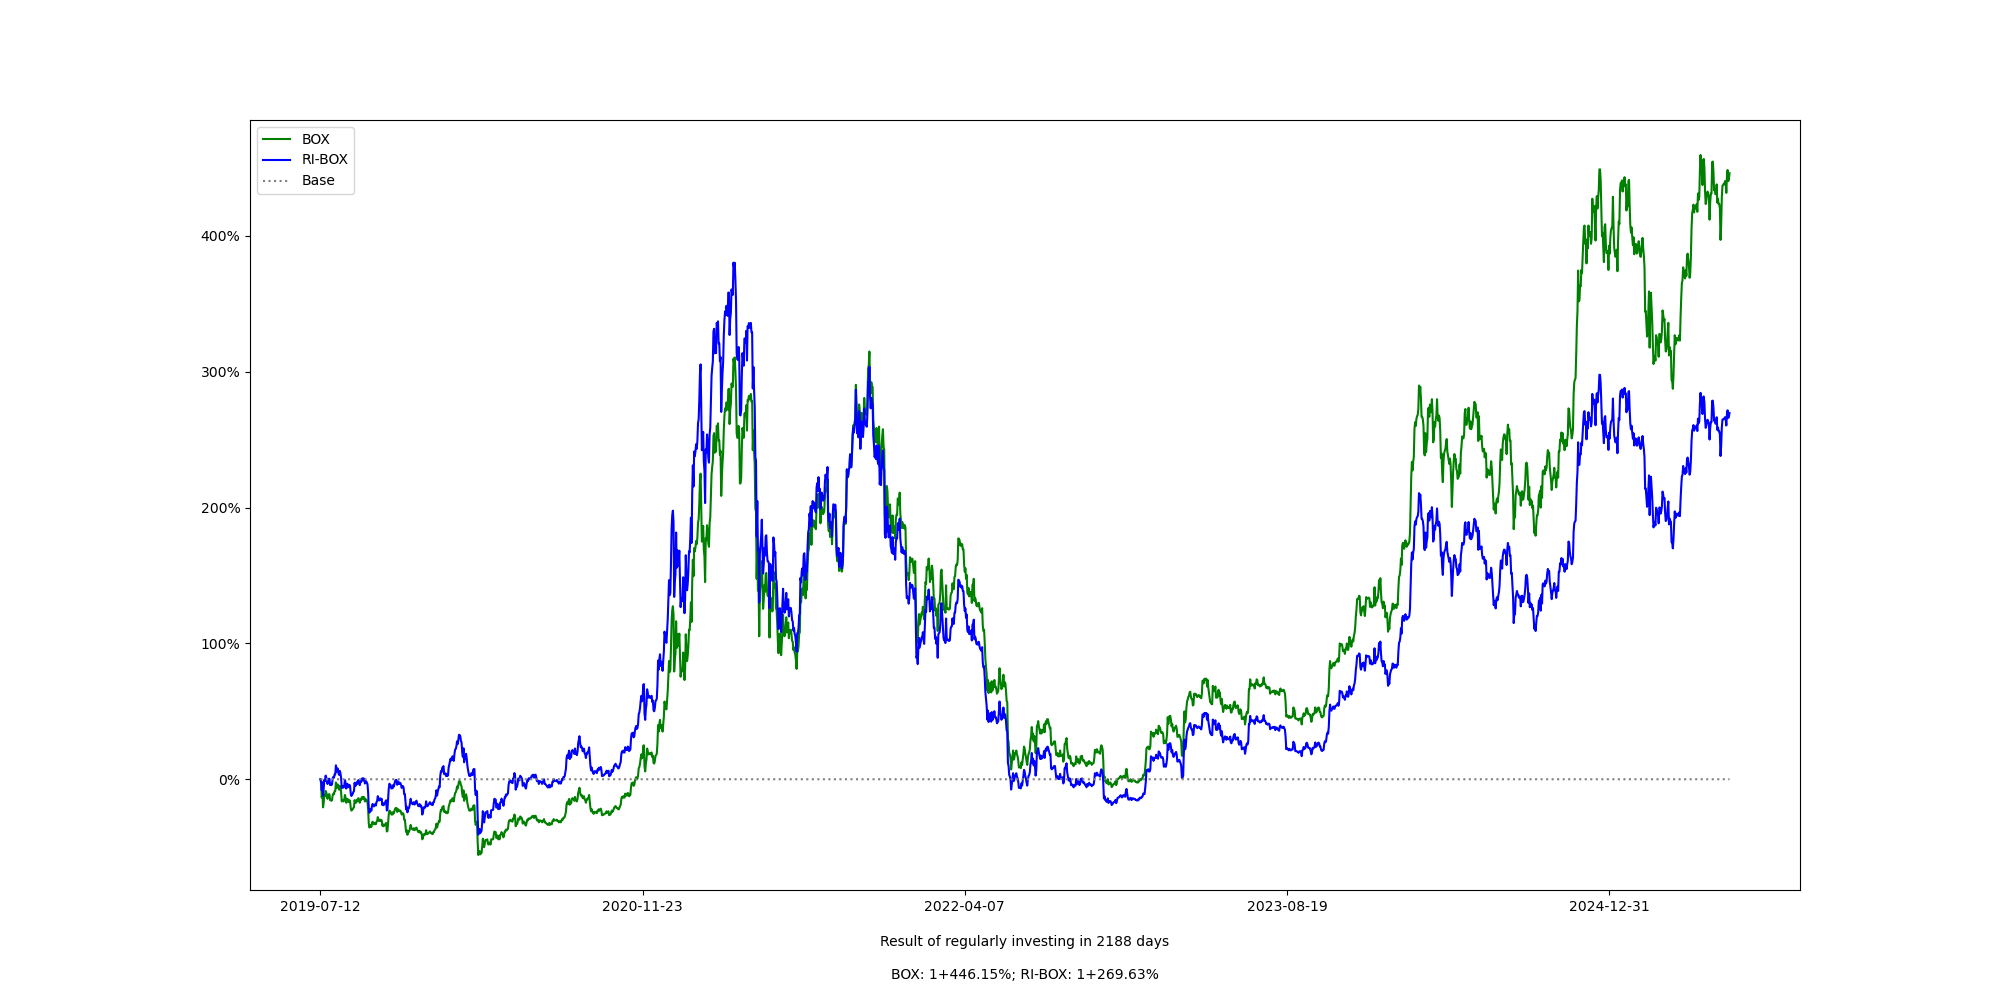 BOX
RI-BOX
Base
400%
300%
200%
100%
0%
2019-07-12 2020-11-23 2022-04-07 2023-08-19 2024-12-31
Result of regularly investing in 2188 days
BOX: 1+446.15%; RI-BOX: 1+269.63%